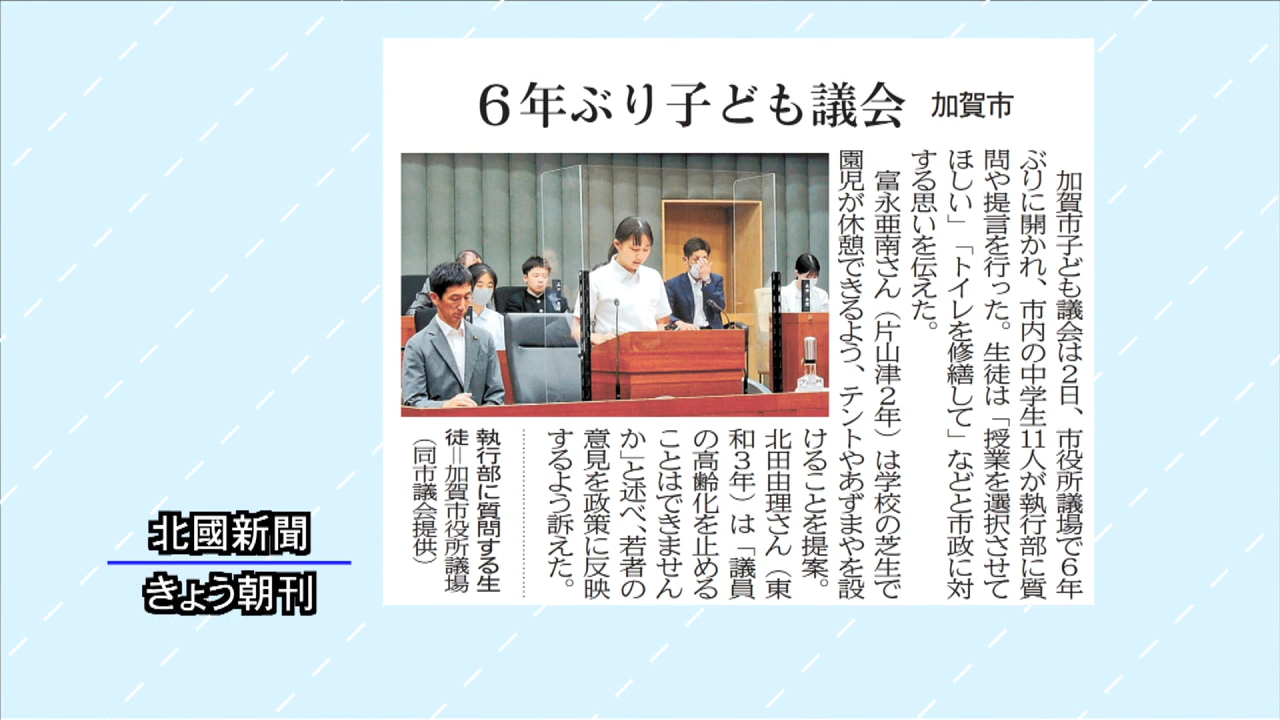 6年ぶり子ども議会 加賀市
加賀市子ども議会は2日、市役所議場で6年
ぶりに開かれ、市内の中学生11人が執行部に質
問や提言を行った。生徒は「授業を選択させて
ほしい」「トイレを修繕して」などと市政に対
する思いを伝えた。
富永亜南さん（片山津2年）は学校の芝生で
園児が休憩できるよう、テントやあずまやを設
けることを提案。
北田由理さん（東
和3年）は「議員
の高齢化を止める
ことはできません
か」と述べ、若者の
意見を政策に反映
するよう訴えた。
執行部に質問する生
徒＝加賀市役所議場
（同市議会提供）
北國新聞
きょう朝刊